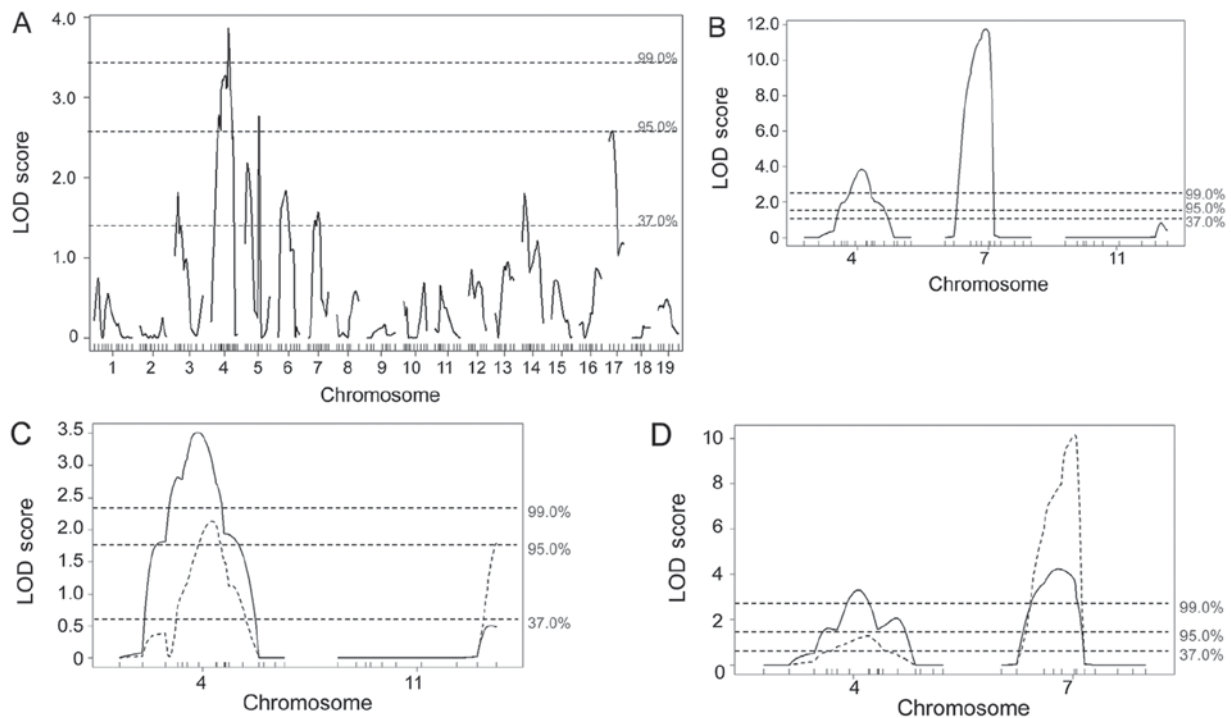 A
4.0
3.0
2.0
1.0
0
LOD score
99.0%
95.0%
37.0%
1 2 3 4 5 6 7 8 9 10 11 12 13 14 15 16 17 18 19
Chromosome
B
12.0
10.0
8.0
6.0
4.0
2.0
0
LOD score
99.0%
95.0%
37.0%
4 7 11
Chromosome
C
3.5
3.0
2.5
2.0
1.5
1.0
0.5
0
LOD score
99.0%
95.0%
37.0%
4 11
Chromosome
D
10
8
6
4
2
0
LOD score
99.0%
95.0%
37.0%
4 7
Chromosome